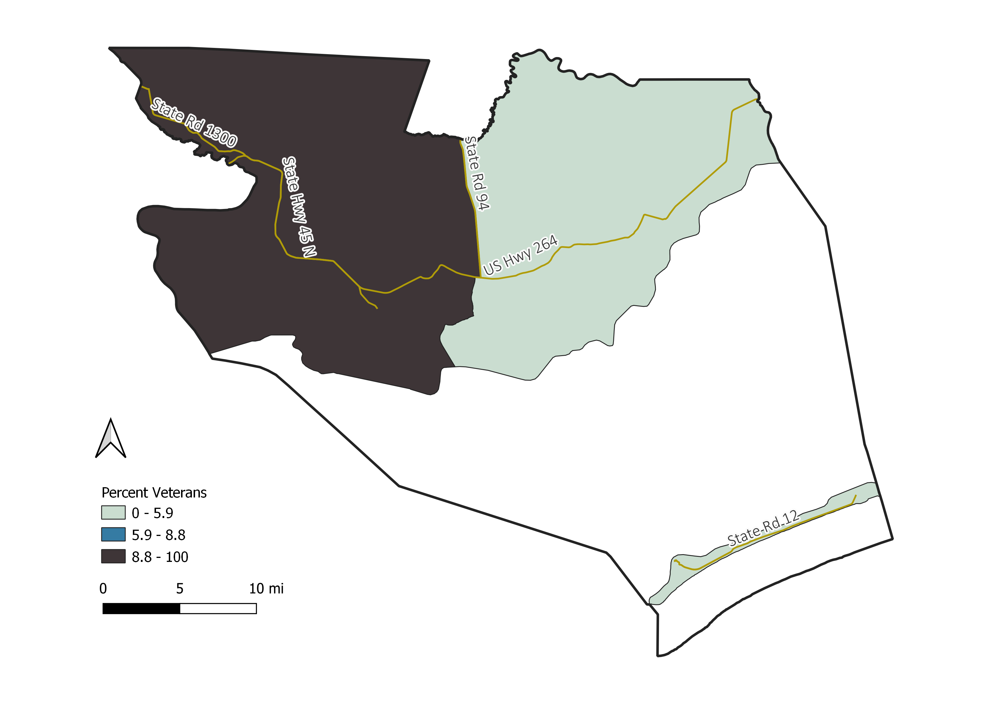 State Rd 1300
State Rd 94
State Hwy 45 N
US Hwy 264
State Rd 12
Percent Veterans
0 - 5.9
5.9 - 8.8
8.8 - 100
0 5 10 mi